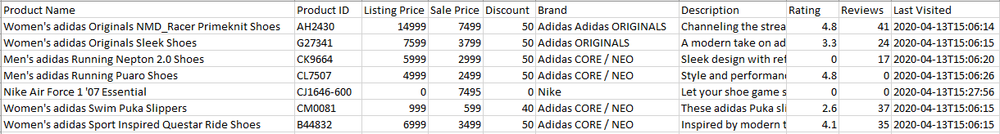 Product Name Product ID Listing Price Sale Price Discount Brand Description Rating Reviews Last Visited
Women's adidas Originals NMD_Racer Primeknit Shoes AH2430 14999 7499 50 Adidas Adidas ORIGINALS Channeling the strea 4.8 41 2020-04-13T15:06:14
Women's adidas Originals Sleek Shoes G27341 7599 3799 50 Adidas ORIGINALS A modern take on ad 3.3 24 2020-04-13T15:06:15
Men's adidas Running Nepton 2.0 Shoes CK9664 5999 2999 50 Adidas CORE / NEO Sleek design with ref 0 17 2020-04-13T15:06:20
Men's adidas Running Puaro Shoes CL7507 4999 2499 50 Adidas CORE / NEO Style and performanc 4.8 0 2020-04-13T15:06:26
Nike Air Force 1 '07 Essential CJ1646-600 0 7495 0 Nike Let your shoe game s 0 0 2020-04-13T15:27:56
Women's adidas Swim Puka Slippers CM0081 999 599 40 Adidas CORE / NEO These adidas Puka sli 2.6 37 2020-04-13T15:06:15
Women's adidas Sport Inspired Questar Ride Shoes B44832 6999 3499 50 Adidas CORE / NEO Inspired by modern t 4.1 35 2020-04-13T15:06:15